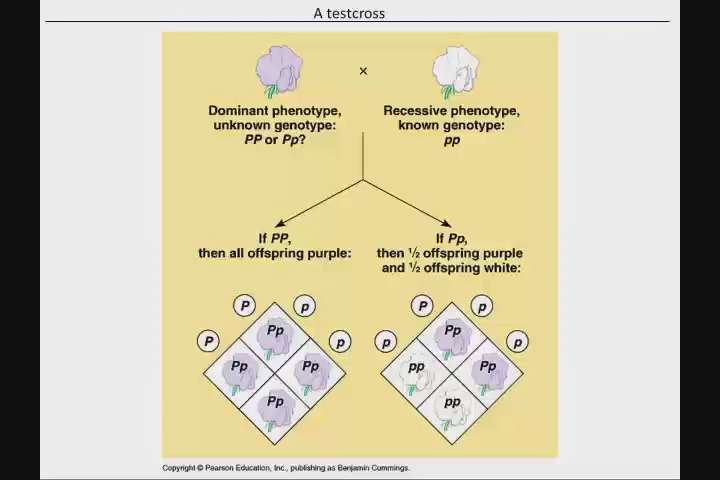 A testcross
×
Dominant phenotype,
unknown genotype:
PP or Pp?
Recessive phenotype,
known genotype:
pp
If PP,
then all offspring purple:
If Pp,
then ½ offspring purple
and ½ offspring white:
P p
P p
Pp
Pp Pp
Pp
P p
p p
Pp
pp Pp
pp
Copyright © Pearson Education, Inc., publishing as Benjamin Cummings.